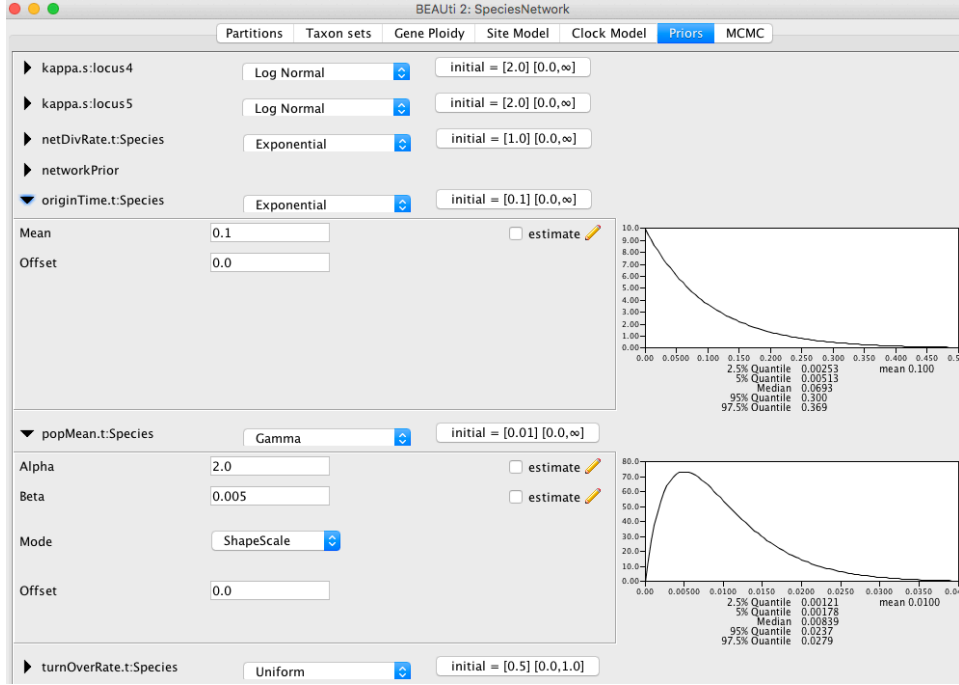 BEAUti 2: SpeciesNetwork
Partitions Taxon sets Gene Ploidy Site Model Clock Model Priors MCMC
kappa.s:locus4 Log Normal initial = [2.0] [0.0,∞]
kappa.s:locus5 Log Normal initial = [2.0] [0.0,∞]
netDivRate.t:Species Exponential initial = [1.0] [0.0,∞]
networkPrior
originTime.t:Species Exponential initial = [0.1] [0.0,∞]
Mean 0.1 estimate
Offset 0.0
10.0
9.00
8.00
7.00
6.00
5.00
4.00
3.00
2.00
1.00
0.00
0.00 0.0500 0.100 0.150 0.200 0.250 0.300 0.350 0.400 0.450
2.5% Quantile 0.00253 mean 0.100
5% Quantile 0.00513
Median 0.0693
95% Quantile 0.300
97.5% Quantile 0.369
popMean.t:Species Gamma initial = [0.01] [0.0,∞]
Alpha 2.0 estimate
Beta 0.005 estimate
Mode ShapeScale
Offset 0.0
80.0
70.0
60.0
50.0
40.0
30.0
20.0
10.0
0.00
0.00 0.00500 0.0100 0.0150 0.0200 0.0250 0.0300 0.0350
2.5% Quantile 0.00121 mean 0.0100
5% Quantile 0.00178
Median 0.00839
95% Quantile 0.0237
97.5% Quantile 0.0279
turnOverRate.t:Species Uniform initial = [0.5] [0.0,1.0]